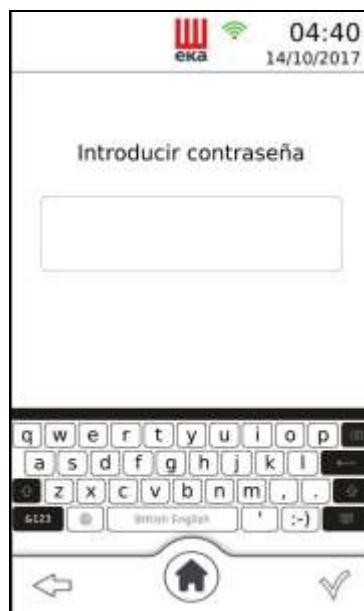 04:40
eka
14/10/2017
Introducir contraseña
q w e r t y u i o p
a s d f g h j k l
z x c v b n m , .
&123 British English ' :-)